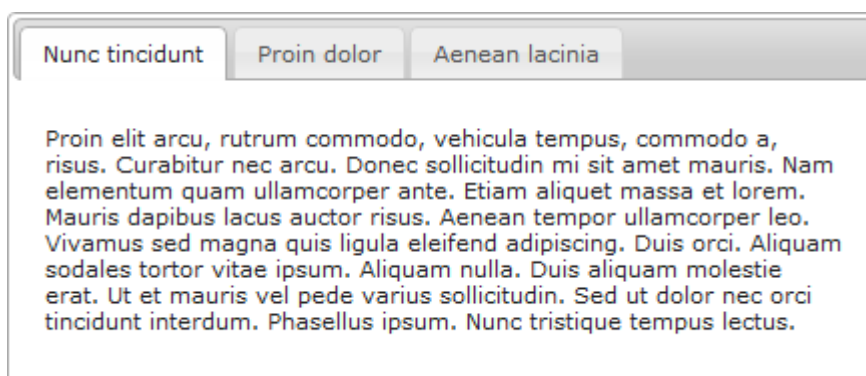 Nunc tincidunt Proin dolor Aenean lacinia
Proin elit arcu, rutrum commodo, vehicula tempus, commodo a,
risus. Curabitur nec arcu. Donec sollicitudin mi sit amet mauris. Nam
elementum quam ullamcorper ante. Etiam aliquet massa et lorem.
Mauris dapibus lacus auctor risus. Aenean tempor ullamcorper leo.
Vivamus sed magna quis ligula eleifend adipiscing. Duis orci. Aliquam
sodales tortor vitae ipsum. Aliquam nulla. Duis aliquam molestie
erat. Ut et mauris vel pede varius sollicitudin. Sed ut dolor nec orci
tincidunt interdum. Phasellus ipsum. Nunc tristique tempus lectus.